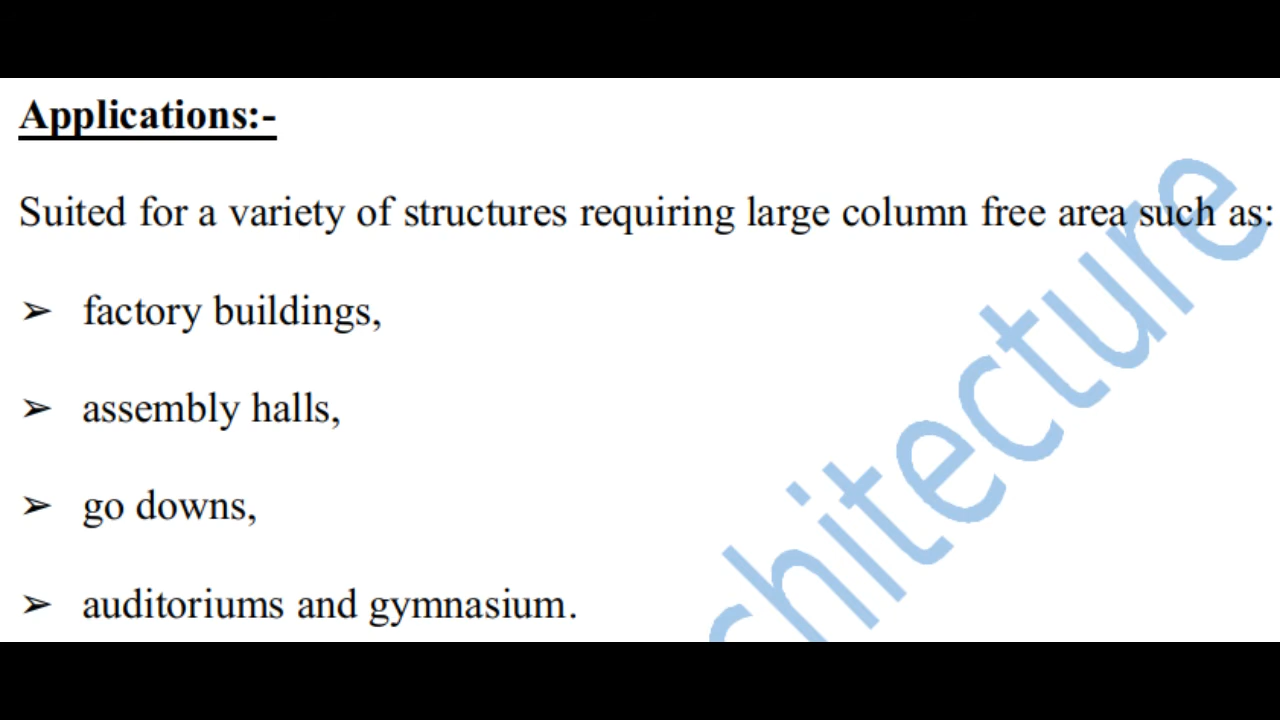 Applications:-
Suited for a variety of structures requiring large column free area such as:
➢ factory buildings,
➢ assembly halls,
➢ go downs,
➢ auditoriums and gymnasium.
chitecture